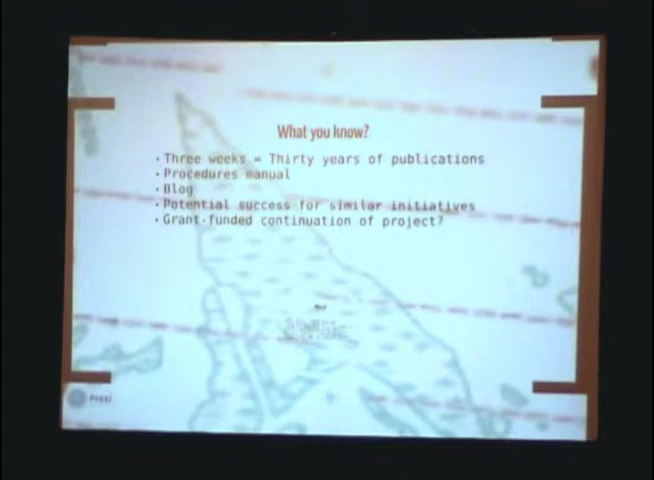 What you know?
• Three weeks = Thirty years of publications
• Procedures manual
• Blog
• Potential success for similar initiatives
• Grant-funded continuation of project?
Prezi